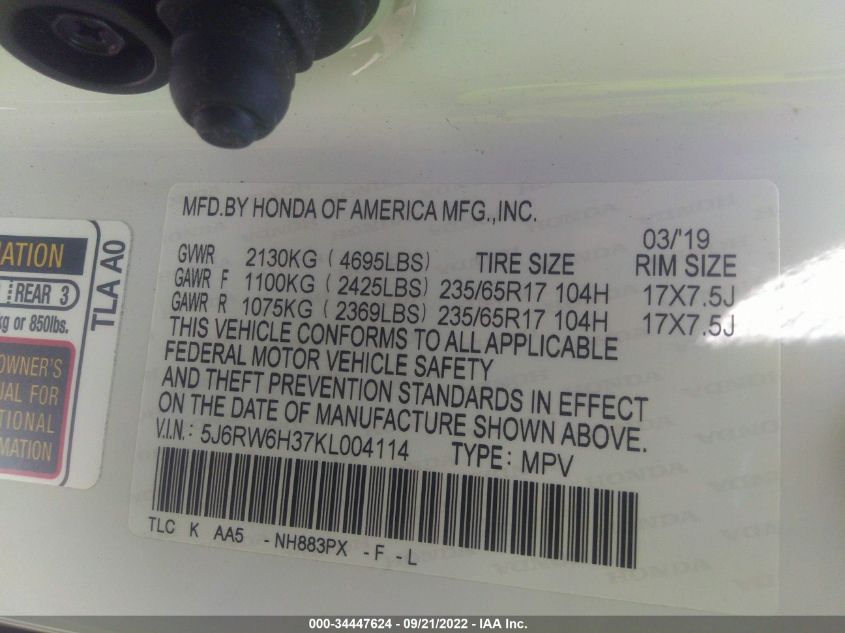 MFD.BY HONDA OF AMERICA MFG.,INC.
03/'19
GVWR 2130KG ( 4695LBS) TIRE SIZE RIM SIZE
GAWR F 1100KG ( 2425LBS) 235/65R17 104H 17X7.5J
GAWR R 1075KG ( 2369LBS) 235/65R17 104H 17X7.5J
THIS VEHICLE CONFORMS TO ALL APPLICABLE
FEDERAL MOTOR VEHICLE SAFETY
AND THEFT PREVENTION STANDARDS IN EFFECT
ON THE DATE OF MANUFACTURE SHOWN ABOVE.
V.I.N.: 5J6RW6H37KL004114 TYPE: MPV
TLC K AA5 -NH883PX -F -L
REAR 3
kg or 850lbs.
OWNER'S
FOR
TLA A0
000-34447624 - 09/21/2022 - IAA Inc.